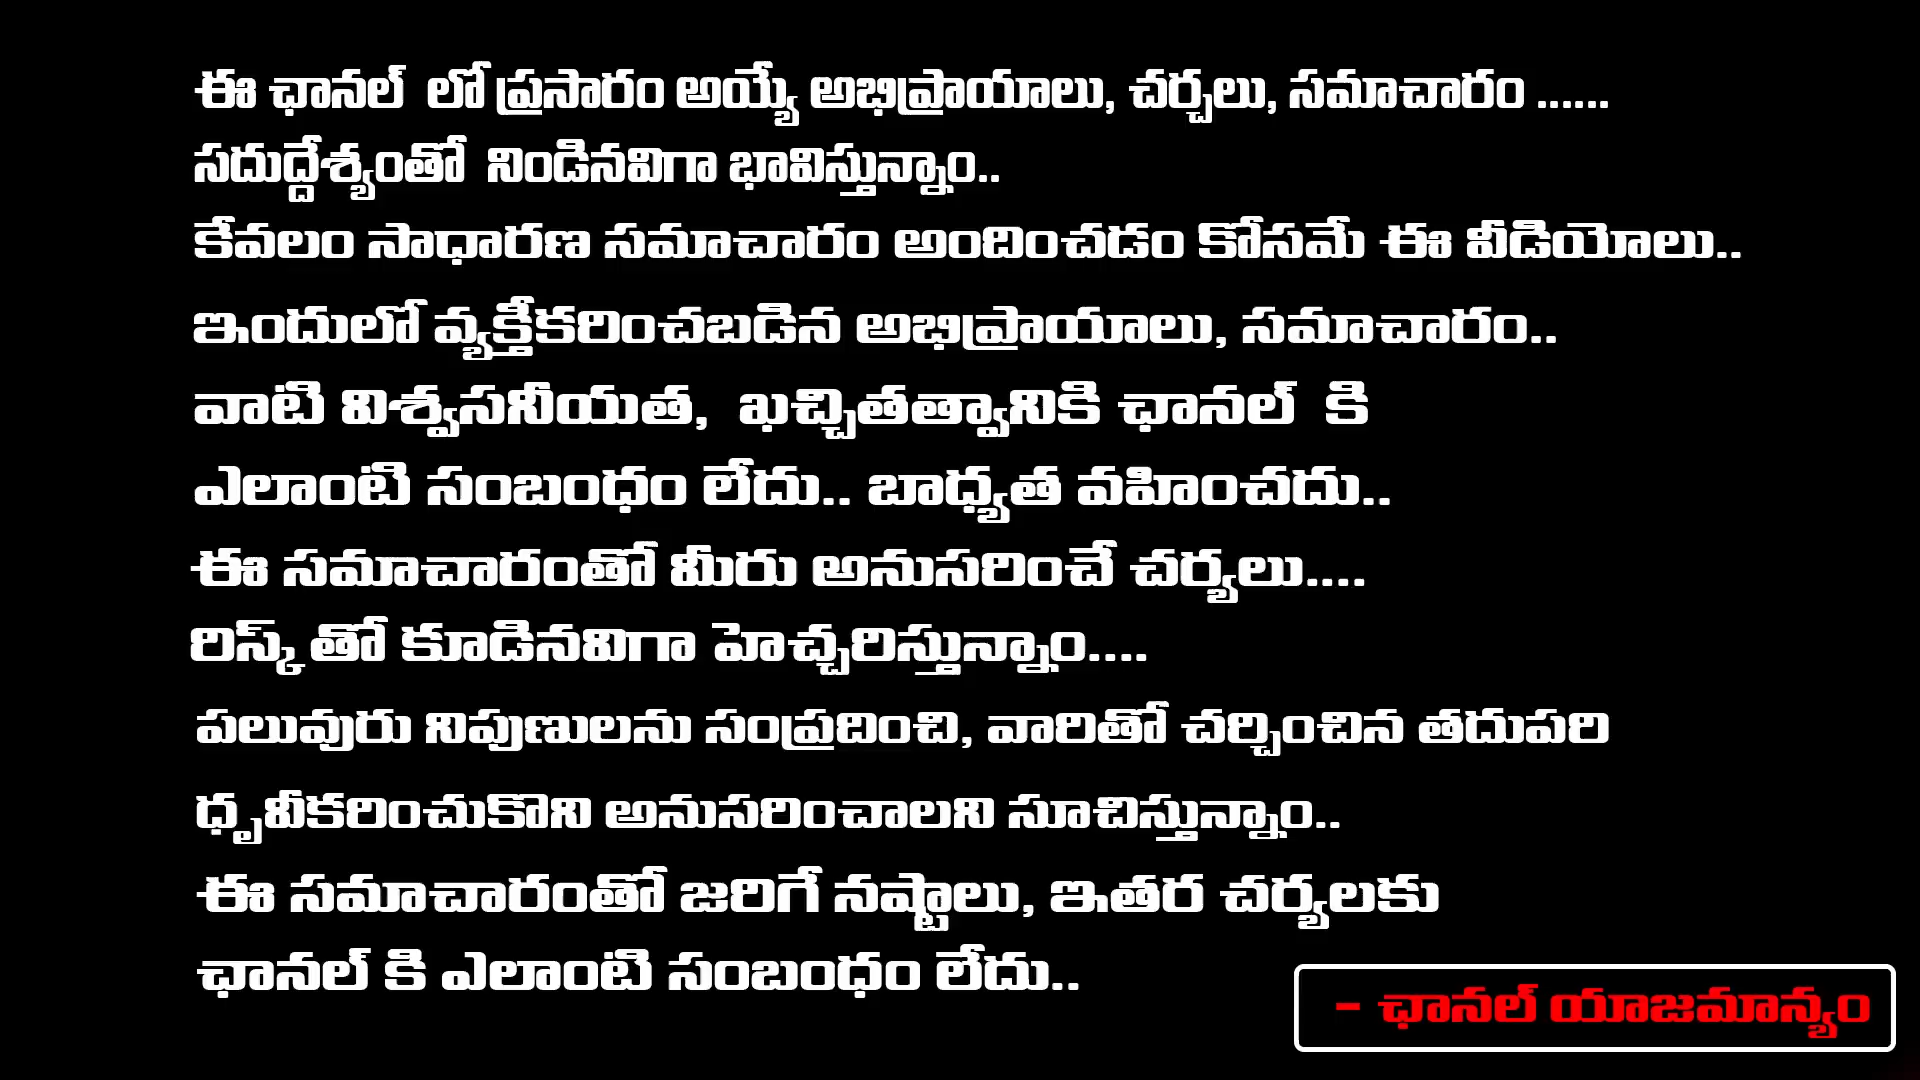 ఈ ఛానల్ లో ప్రసారం అయ్యే అభిప్రాయాలు, చర్చలు, సమాచారం ......
సదుద్దేశ్యంతో నిండినవిగా భావిస్తున్నాం..
కేవలం సాధారణ సమాచారం అందించడం కోసమే ఈ వీడియోలు..
ఇందులో వ్యక్తీకరించబడిన అభిప్రాయాలు, సమాచారం..
వాటి విశ్వసనీయత, ఖచ్చితత్వానికి ఛానల్ కి
ఎలాంటి సంబంధం లేదు.. బాధ్యత వహించదు..
ఈ సమాచారంతో మీరు అనుసరించే చర్యలు....
రిస్క్ తో కూడినవిగా హెచ్చరిస్తున్నాం....
పలువురు నిపుణులను సంప్రదించి, వారితో చర్చించిన తదుపరి
ధృవీకరించుకొని అనుసరించాలని సూచిస్తున్నాం..
ఈ సమాచారంతో జరిగే నష్టాలు, ఇతర చర్యలకు
ఛానల్ కి ఎలాంటి సంబంధం లేదు..
- ఛానల్ యాజమాన్యం